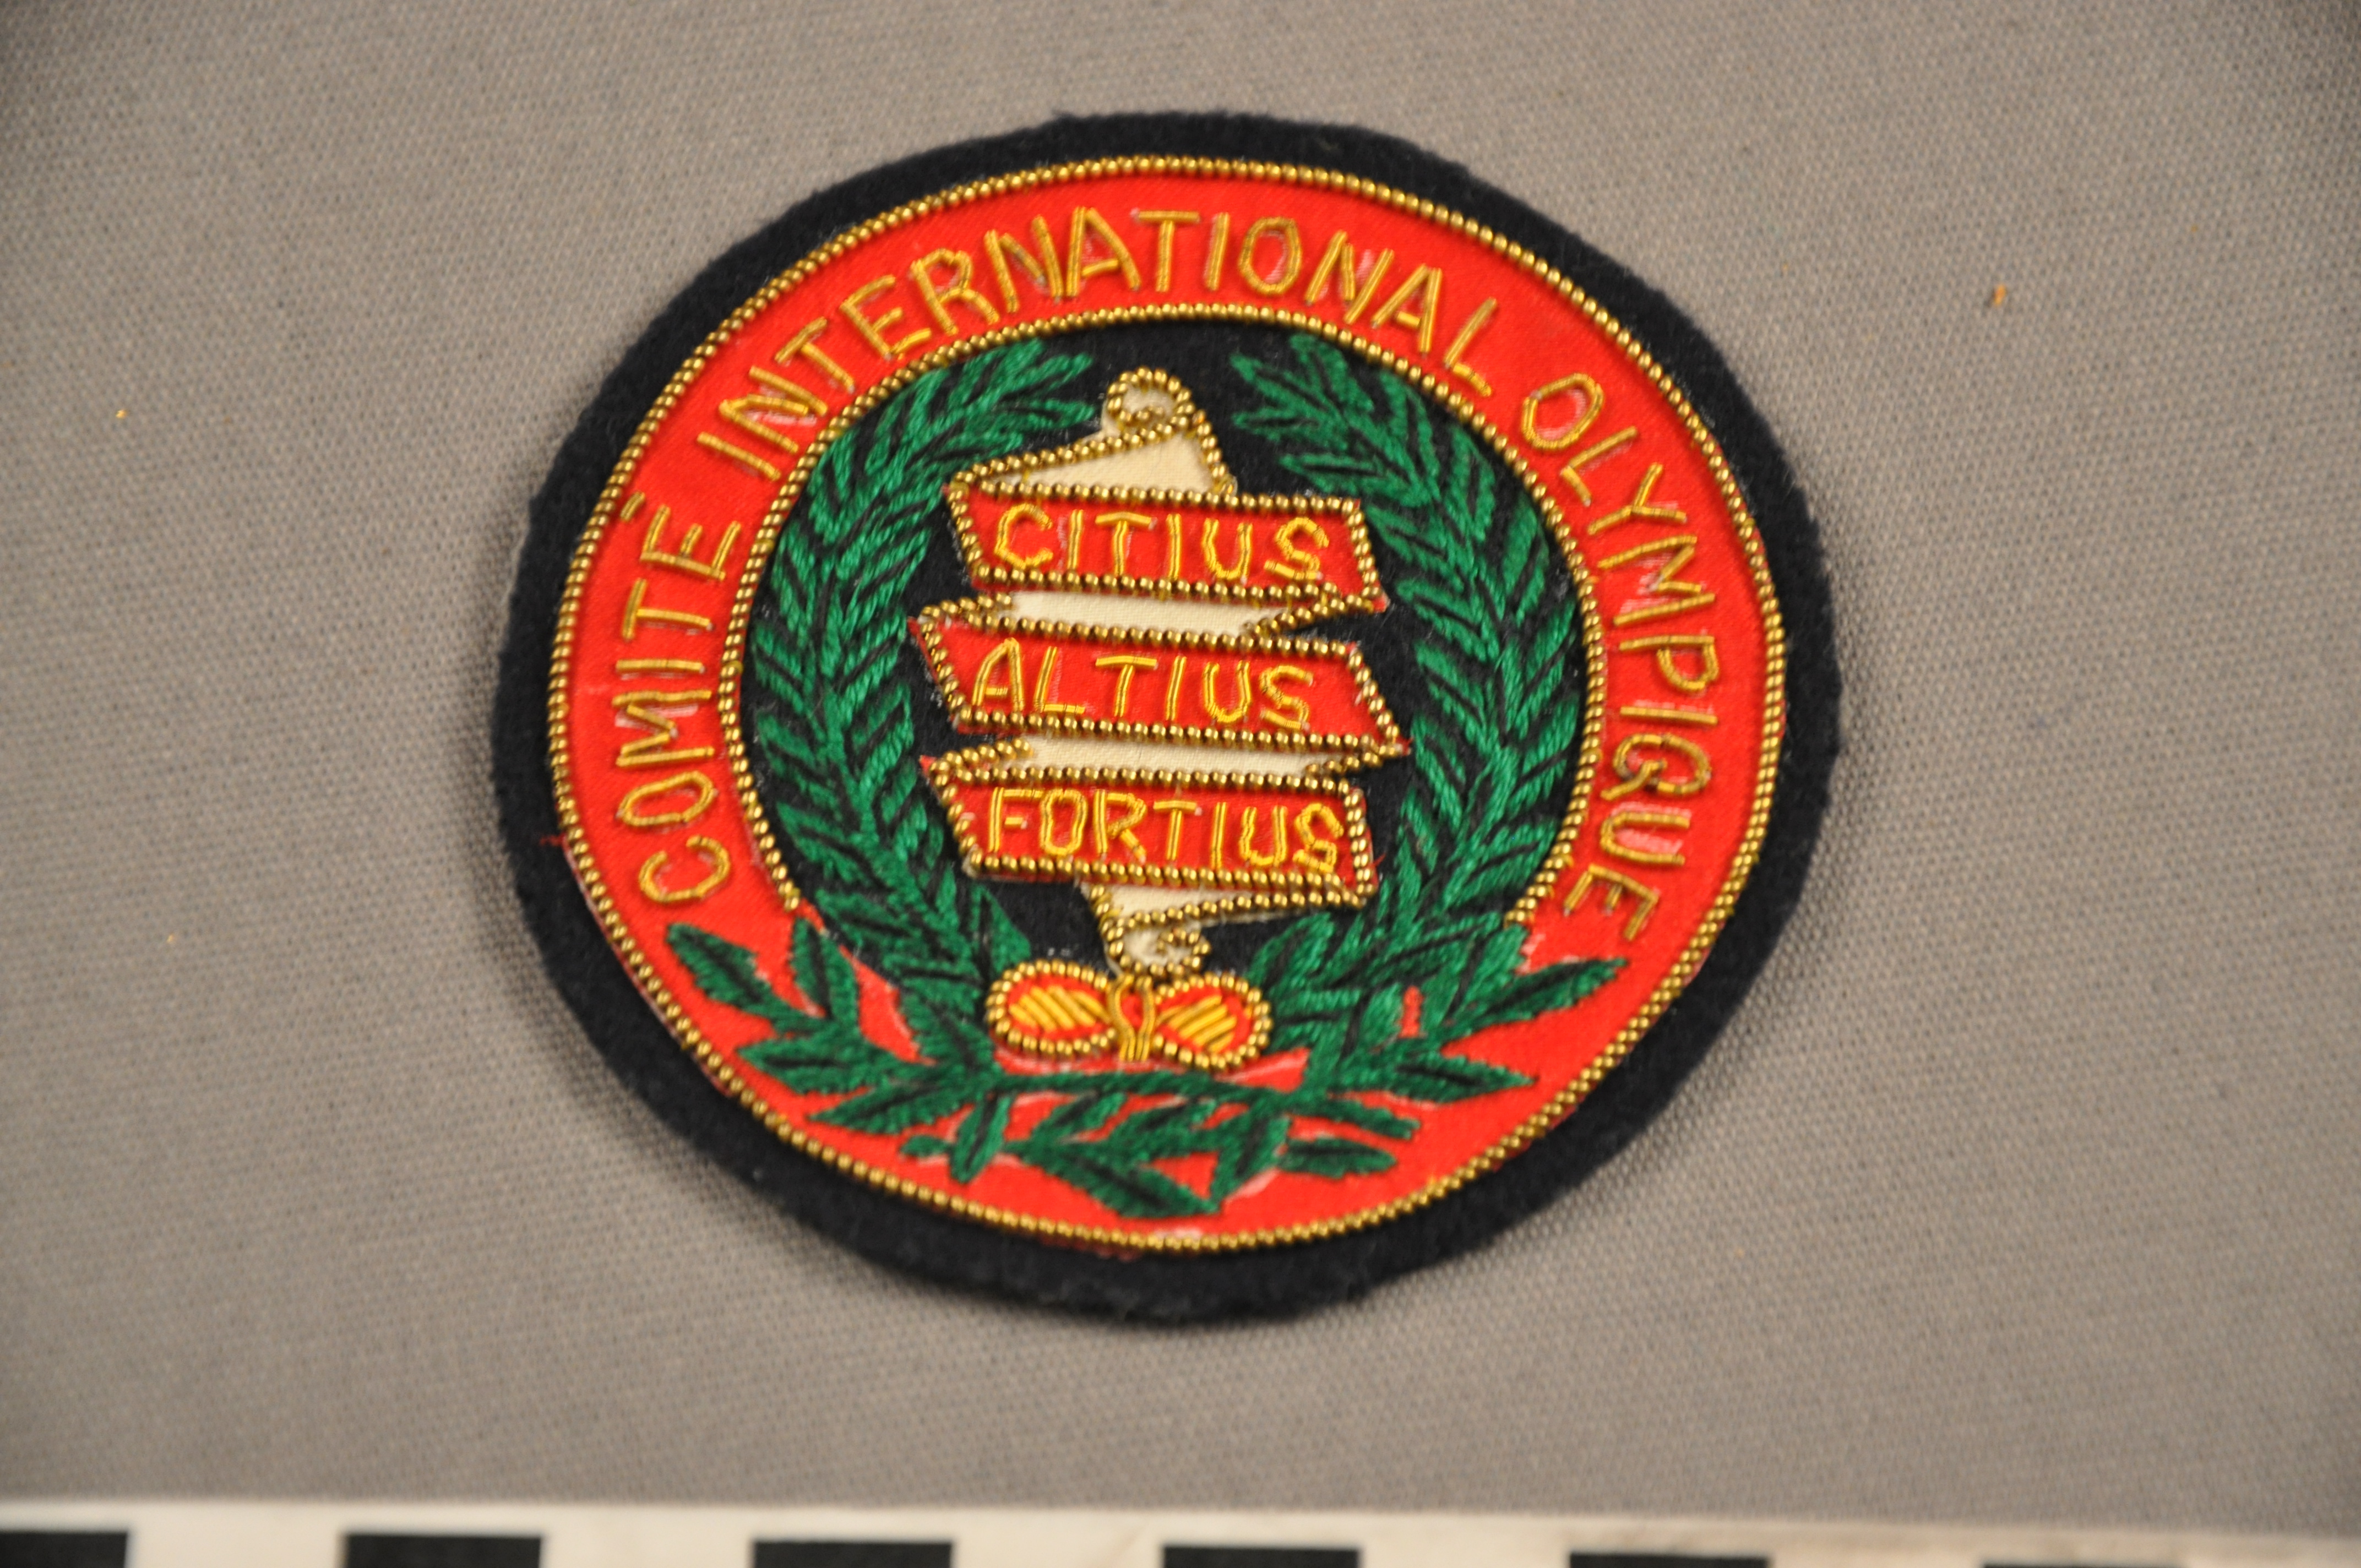 COMITÉ INTERNATIONAL OLYMPIQUE
CITIUS
ALTIUS
FORTIUS